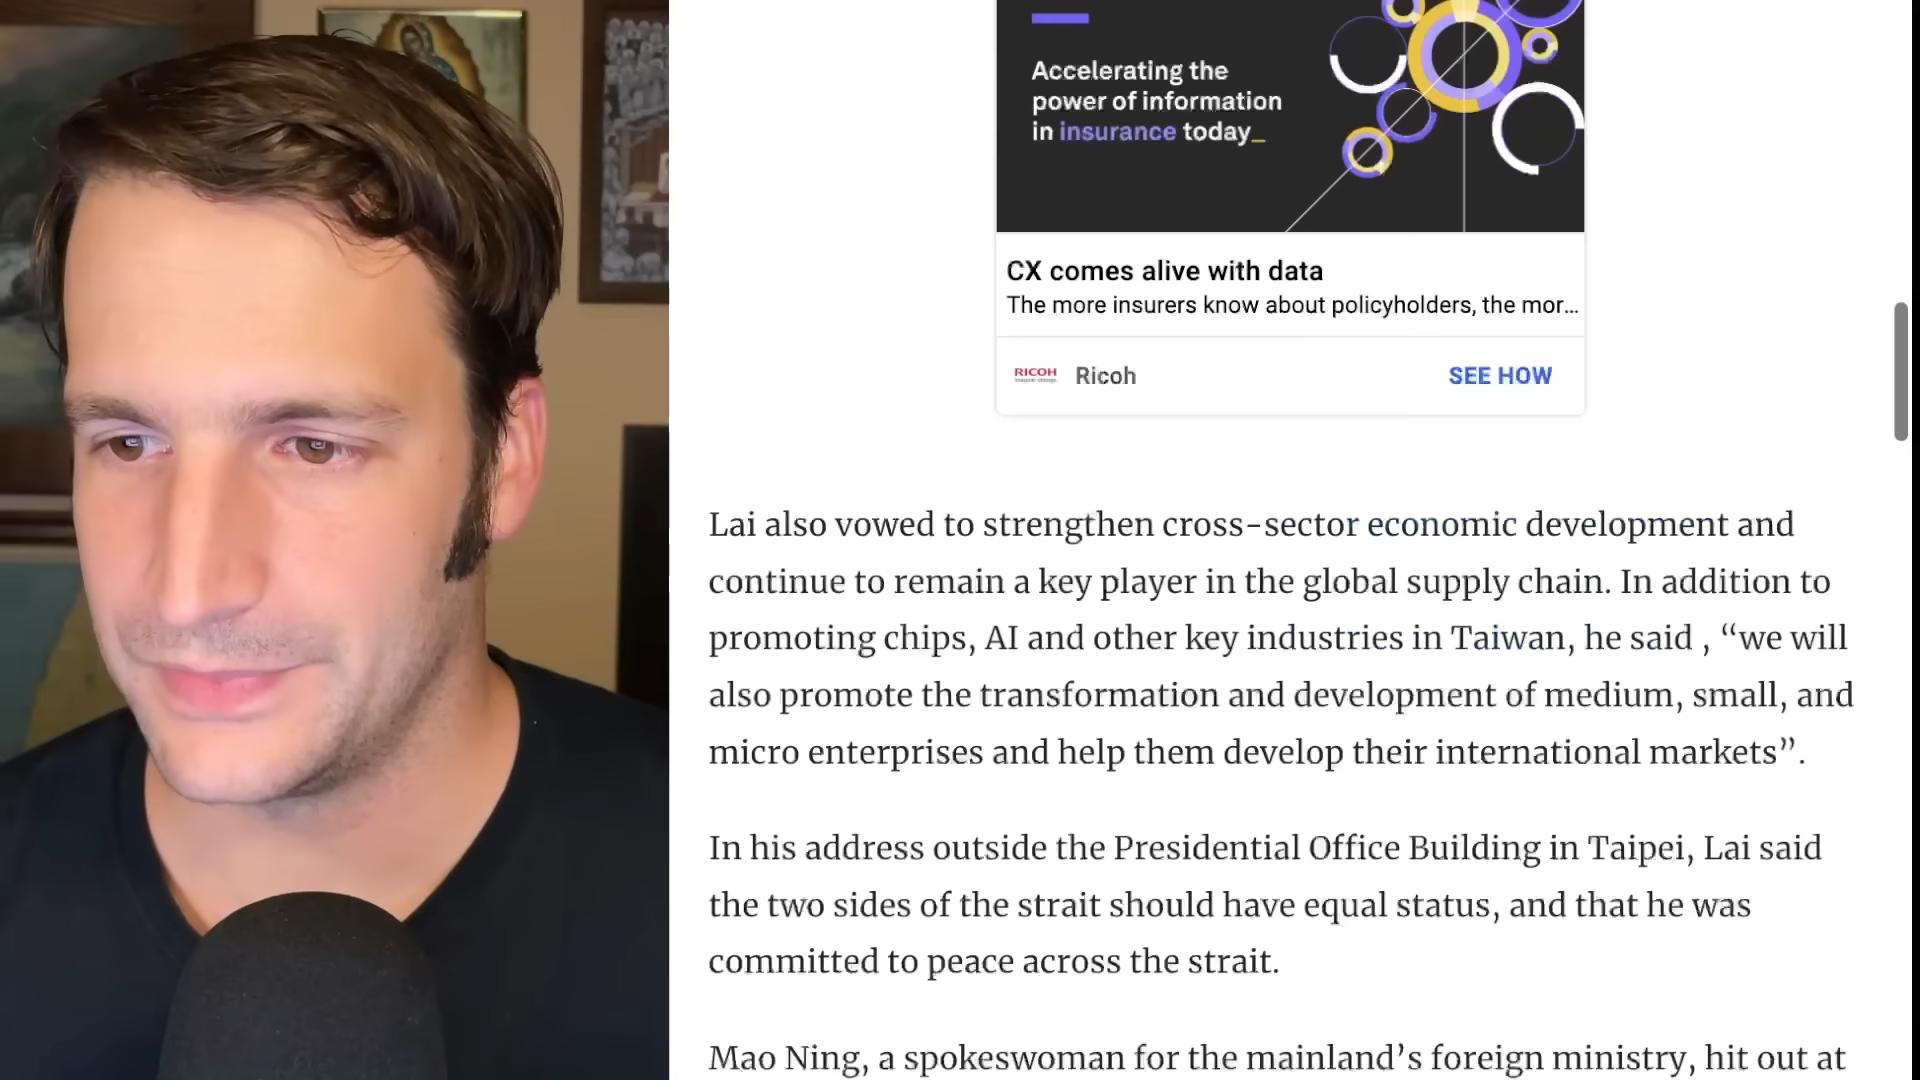 Accelerating the
power of information
in insurance today_
CX comes alive with data
The more insurers know about policyholders, the mor...
RICOH
Ricoh
SEE HOW
Lai also vowed to strengthen cross-sector economic development and
continue to remain a key player in the global supply chain. In addition to
promoting chips, AI and other key industries in Taiwan, he said , “we will
also promote the transformation and development of medium, small, and
micro enterprises and help them develop their international markets”.
In his address outside the Presidential Office Building in Taipei, Lai said
the two sides of the strait should have equal status, and that he was
committed to peace across the strait.
Mao Ning, a spokeswoman for the mainland’s foreign ministry, hit out at